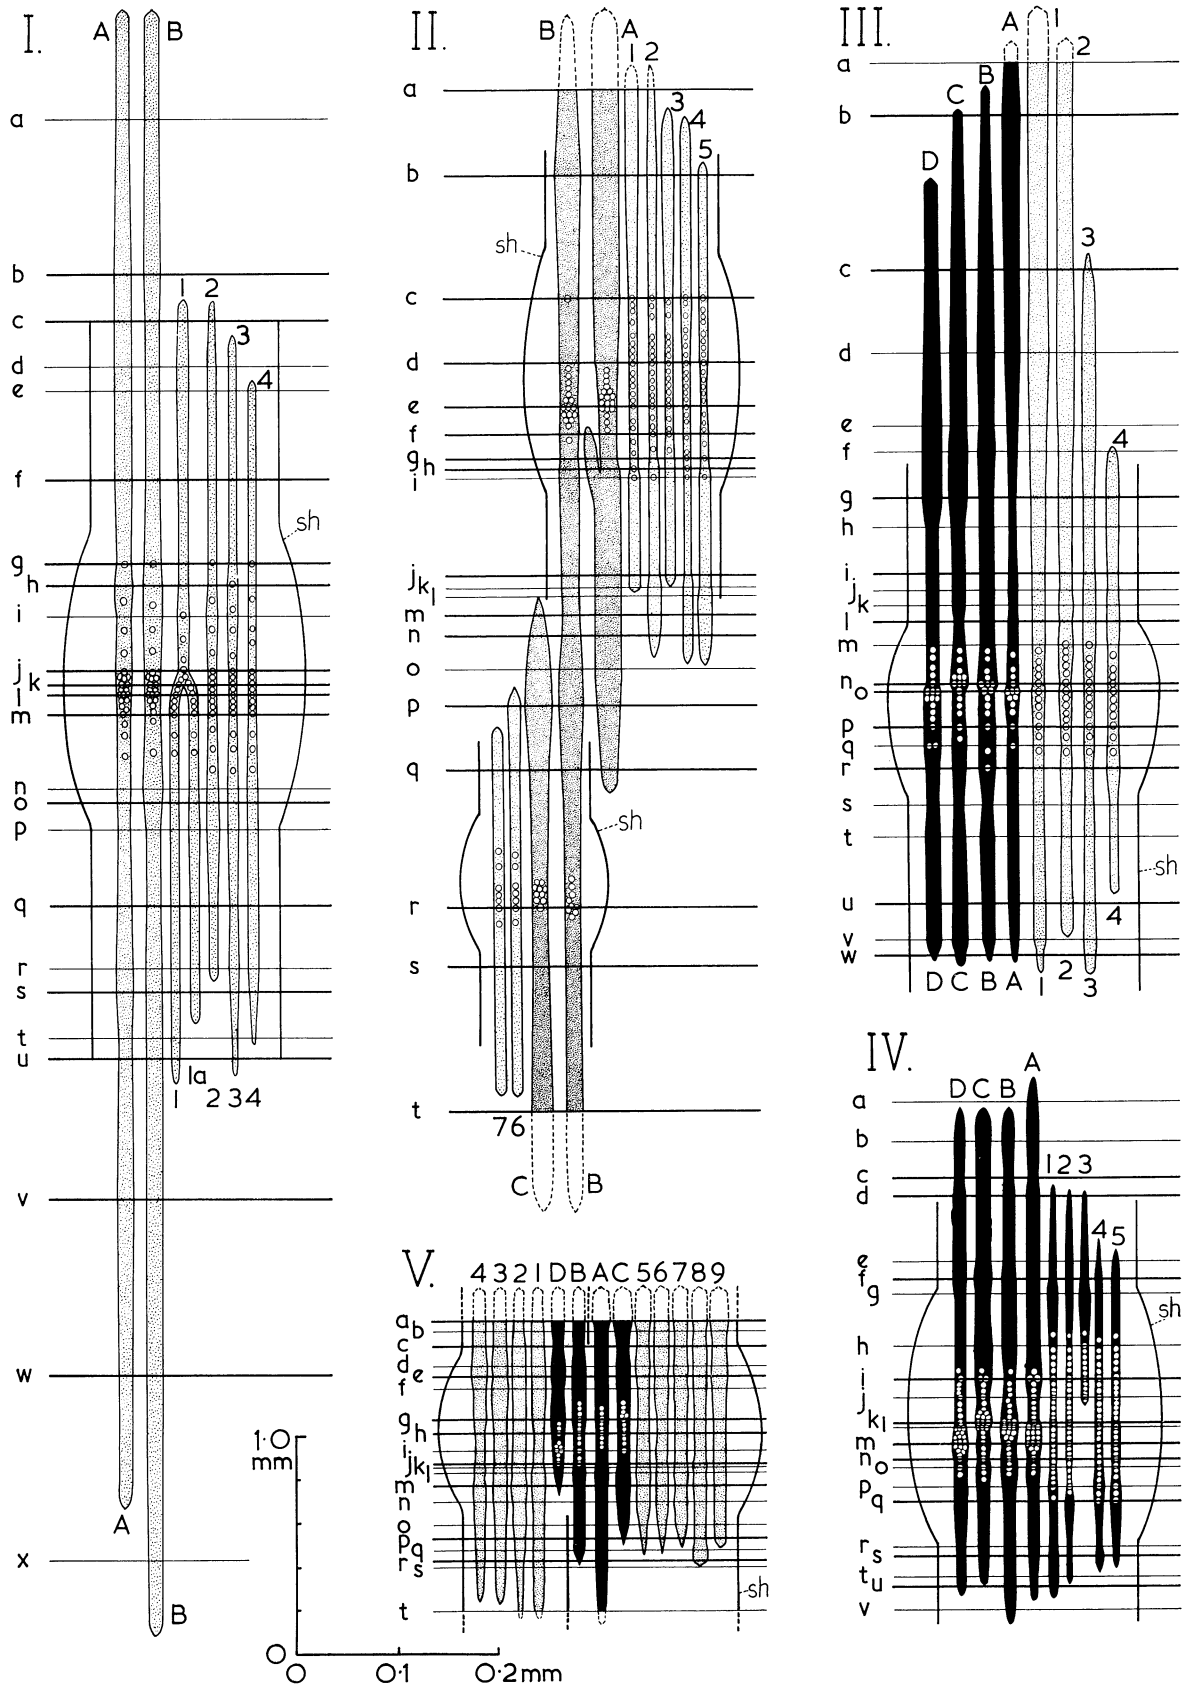 I.
A B
a
b
1 2
c
3
d
4
e
f
sh
g
h
i
j
k
l
m
n
o
p
q
r
s
t
u
1a
1 2 3 4
v
w
A
x
B
1·0
mm
0
0 0·1 0·2 mm
II.
B A
1 2
a
3
4
5
b
sh
c
d
e
f
g
h
i
j
k
l
m
n
o
p
q
sh
r
s
t
7 6
C B
III.
A 1
2
a
B
C
b
D
3
c
d
e
f
4
g
h
i
j
k
l
m
n
o
p
q
r
s
t
sh
u
4
v
w
D C B A 1 2 3
IV.
A
D C B
a
b
1 2 3
c
d
4 5
e
f
g
sh
h
i
j
k
l
m
n
o
p
q
r
s
t
u
v
V.
4 3 2 1 D B A C 5 6 7 8 9
a
b
c
d
e
f
g
h
i
j
k
l
m
n
o
p
q
r
s
sh
t